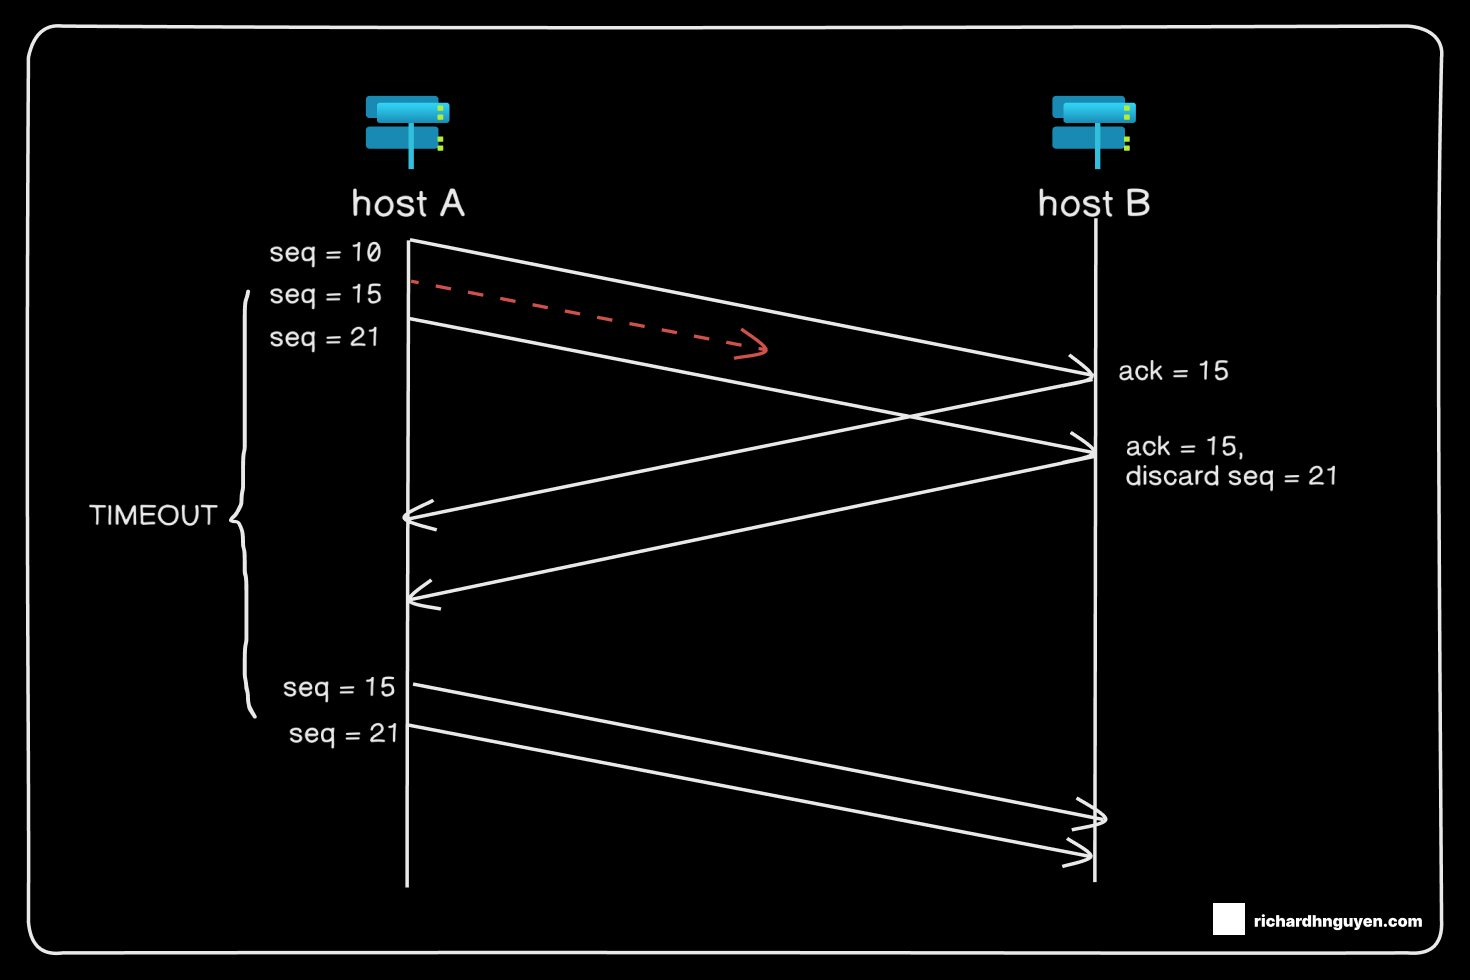 host A
host B
seq = 10
seq = 15
seq = 21
ack = 15
ack = 15,
discard seq = 21
TIMEOUT
seq = 15
seq = 21
richardhnguyen.com